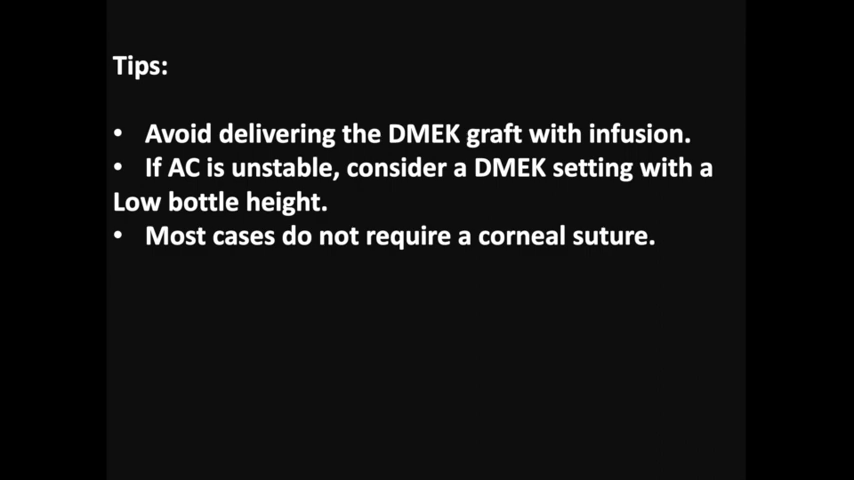 Tips:
• Avoid delivering the DMEK graft with infusion.
• If AC is unstable, consider a DMEK setting with a
Low bottle height.
• Most cases do not require a corneal suture.